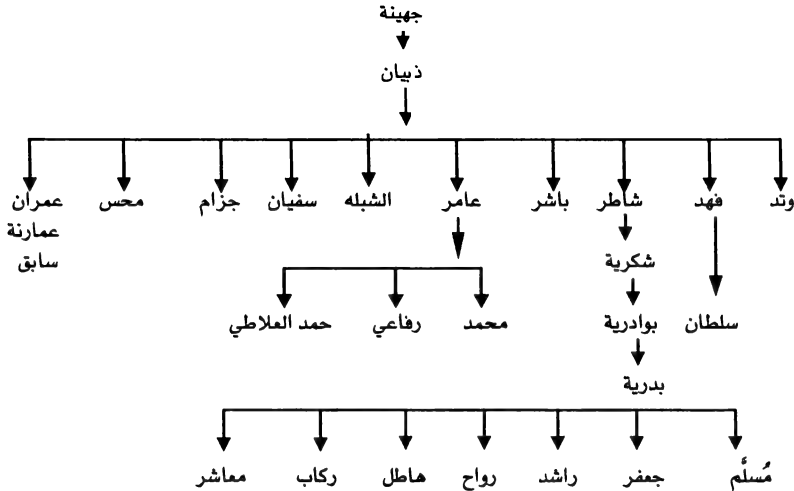 جهينة
ذبيان
وتد فهد شاطر باشر عامر الشبله سفيان جزام محس عمران
عمارنة
شكرية سابق
سلطان بوادرية محمد رفاعي حمد العلاطي
بدرية
مُسلَّم جعفر راشد رواح هاطل ركاب معاشر